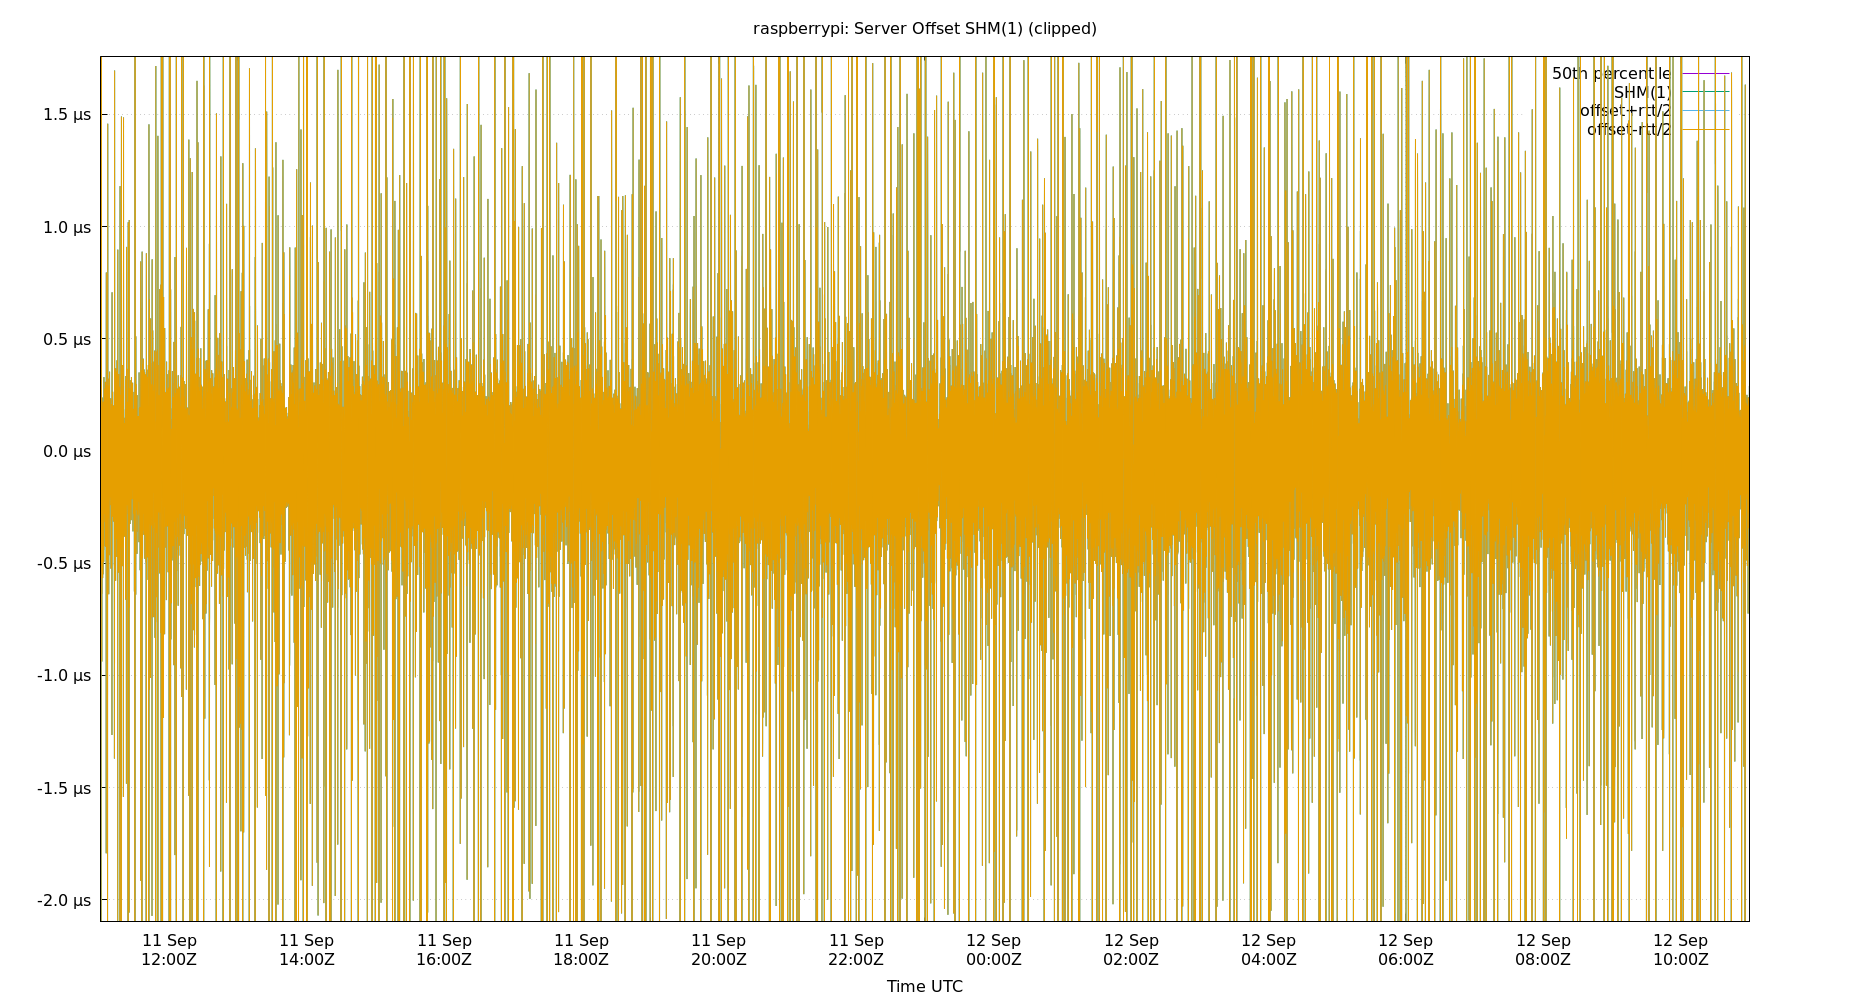 raspberrypi: Server Offset SHM(1) (clipped)
50th percentile
SHM(1)
offset+rtt/2
offset-rtt/2
1.5 µs
1.0 µs
0.5 µs
0.0 µs
-0.5 µs
-1.0 µs
-1.5 µs
-2.0 µs
11 Sep 11 Sep 11 Sep 11 Sep 11 Sep 11 Sep 12 Sep 12 Sep 12 Sep 12 Sep 12 Sep 12 Sep
12:00Z 14:00Z 16:00Z 18:00Z 20:00Z 22:00Z 00:00Z 02:00Z 04:00Z 06:00Z 08:00Z 10:00Z
Time UTC